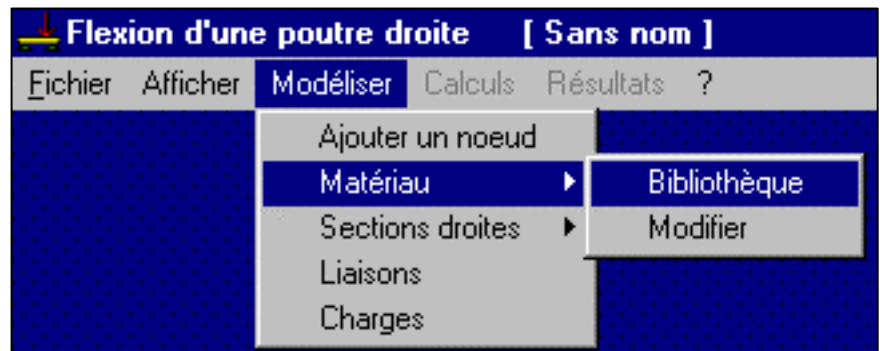 Flexion d'une poutre droite [ Sans nom ]
Fichier Afficher Modéliser Calculs Résultats ?
Ajouter un noeud
Matériau Bibliothèque
Sections droites Modifier
Liaisons
Charges